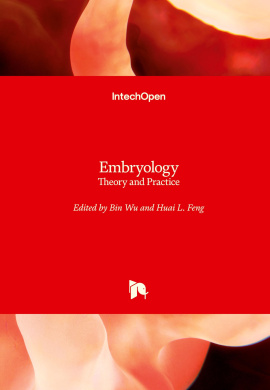 IntechOpen
Embryology
Theory and Practice
Edited by Bin Wu and Huai L. Feng